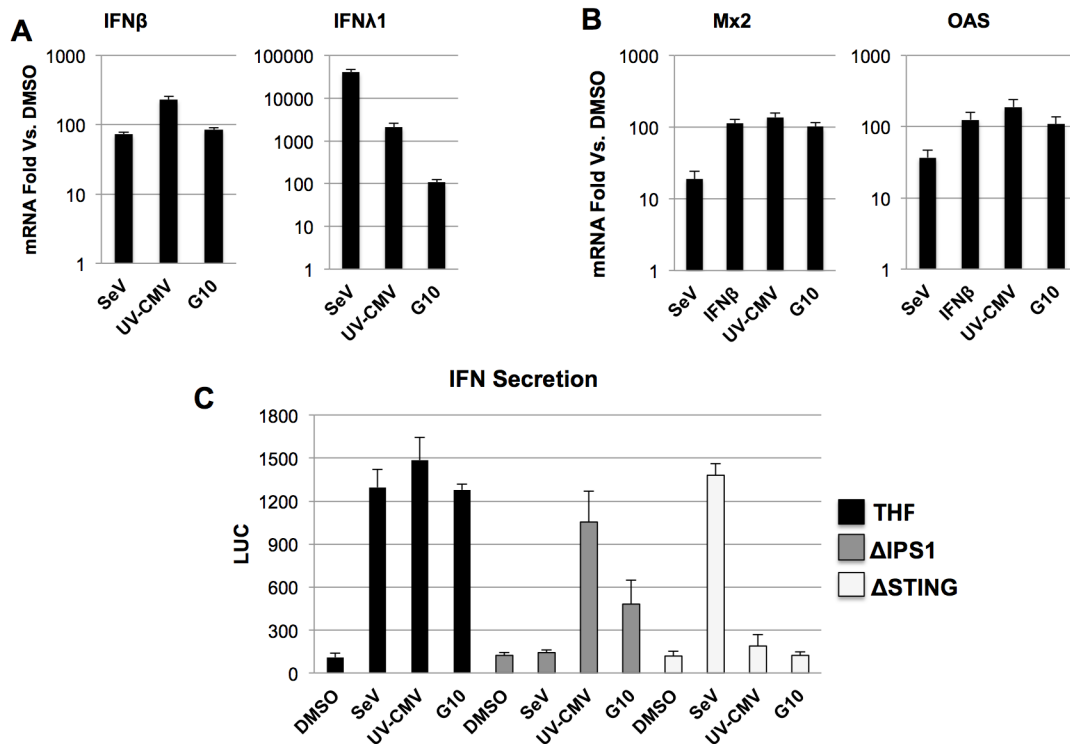 A
IFNβ
IFNλ1
mRNA Fold Vs. DMSO
1000
100
10
1
SeV
UV-CMV
G10
100000
10000
1000
100
10
1
SeV
UV-CMV
G10
B
Mx2
OAS
mRNA Fold Vs. DMSO
1000
100
10
1
SeV
IFNβ
UV-CMV
G10
1000
100
10
1
SeV
IFNβ
UV-CMV
G10
C
IFN Secretion
LUC
1800
1500
1200
900
600
300
0
DMSO
SeV
UV-CMV
G10
DMSO
SeV
UV-CMV
G10
DMSO
SeV
UV-CMV
G10
THF
ΔIPS1
ΔSTING